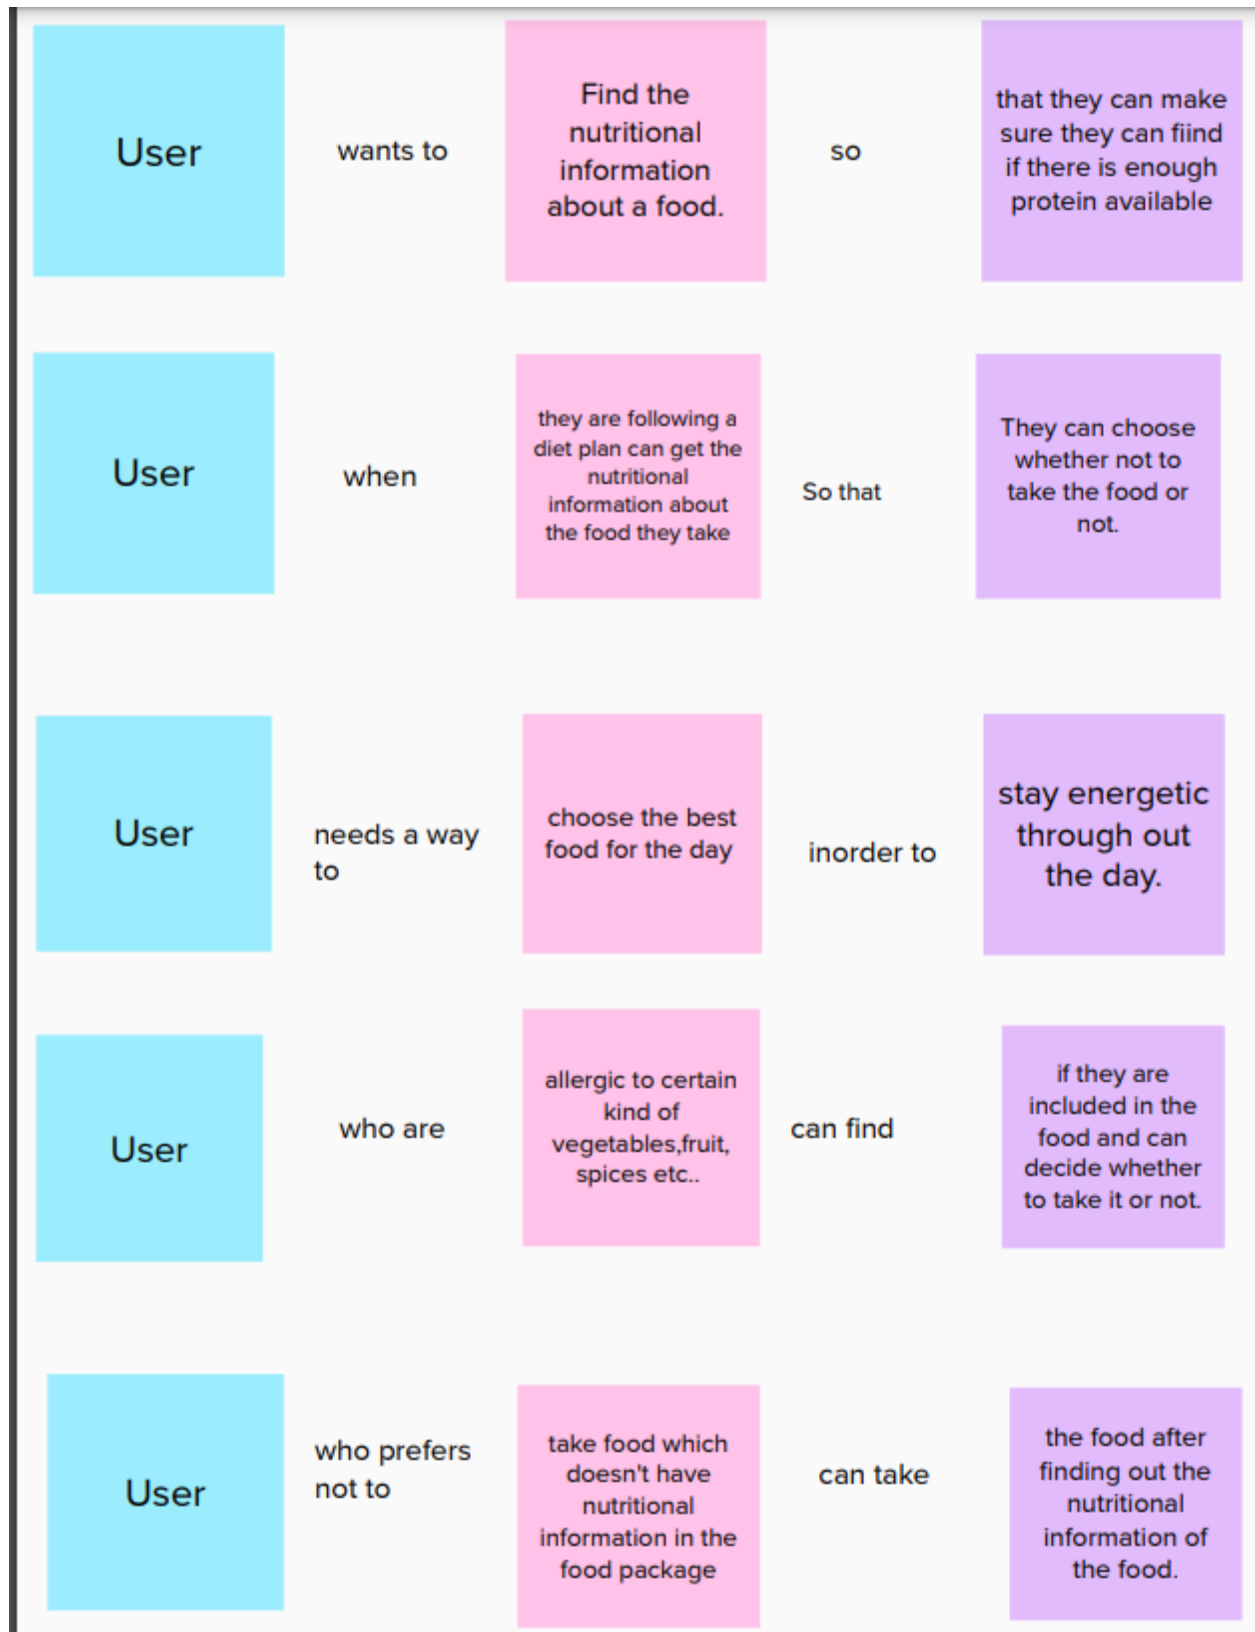 User
wants to
Find the
nutritional
information
about a food.
so
that they can make
sure they can fiind
if there is enough
protein available
User
when
they are following a
diet plan can get the
nutritional
information about
the food they take
So that
They can choose
whether not to
take the food or
not.
User
needs a way
to
choose the best
food for the day
inorder to
stay energetic
through out
the day.
User
who are
allergic to certain
kind of
vegetables,fruit,
spices etc..
can find
if they are
included in the
food and can
decide whether
to take it or not.
User
who prefers
not to
take food which
doesn't have
nutritional
information in the
food package
can take
the food after
finding out the
nutritional
information of
the food.